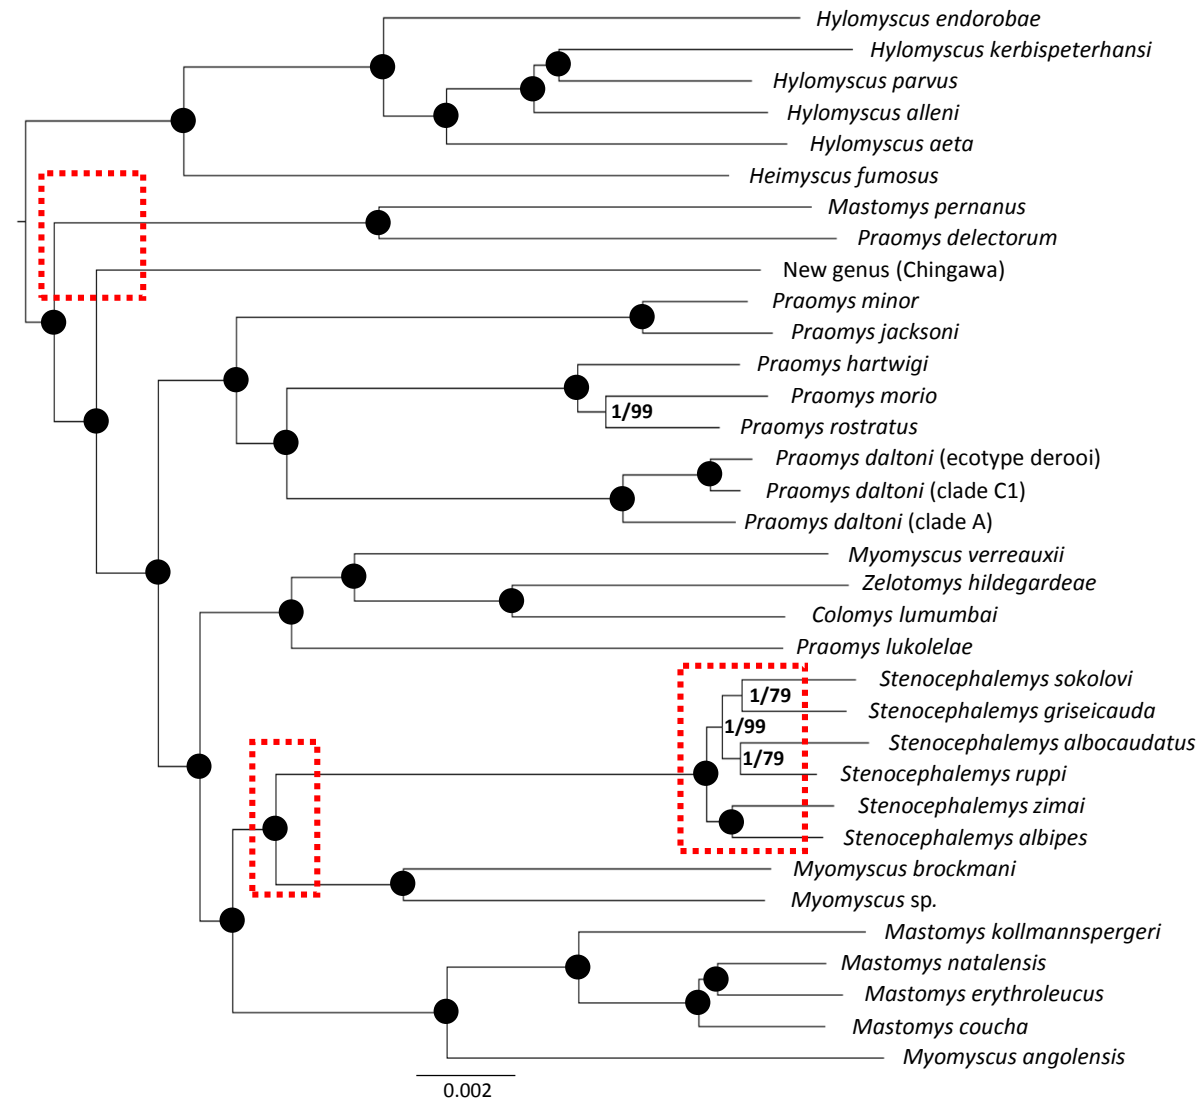 Hylomyscus endorobae
Hylomyscus kerbispeterhansi
Hylomyscus parvus
Hylomyscus alleni
Hylomyscus aeta
Heimyscus fumosus
Mastomys pernanus
Praomys delectorum
New genus (Chingawa)
Praomys minor
Praomys jacksoni
Praomys hartwigi
Praomys morio
1/99
Praomys rostratus
Praomys daltoni (ecotype derooi)
Praomys daltoni (clade C1)
Praomys daltoni (clade A)
Myomyscus verreauxii
Zelotomys hildegardeae
Colomys lumumbai
Praomys lukolelae
Stenocephalemys sokolovi
1/79
Stenocephalemys griseicauda
1/99
Stenocephalemys albocaudatus
1/79
Stenocephalemys ruppi
Stenocephalemys zimai
Stenocephalemys albipes
Myomyscus brockmani
Myomyscus sp.
Mastomys kollmannspergeri
Mastomys natalensis
Mastomys erythroleucus
Mastomys coucha
Myomyscus angolensis
0.002